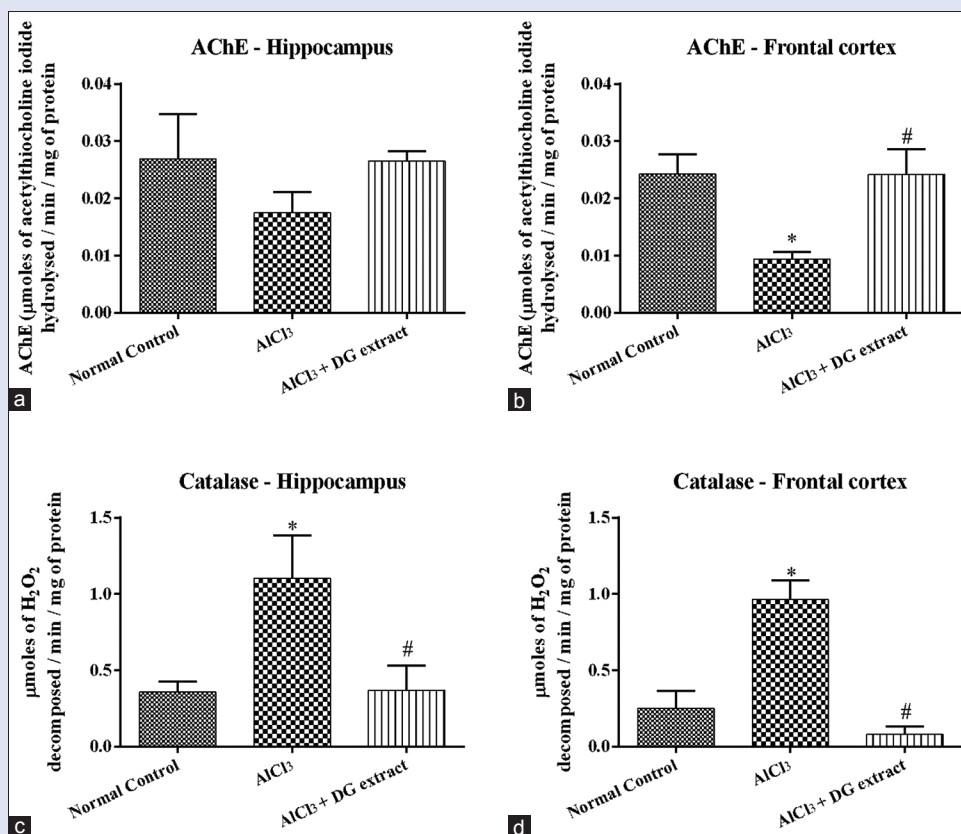 AChE - Hippocampus
AChE (μmoles of acetylthiocholine iodide
hydrolysed / min / mg of protein
0.04
0.03
0.02
0.01
0.00
Normal Control
AlCl₃
AlCl₃ + DG extract
a
AChE - Frontal cortex
AChE (μmoles of acetylthiocholine iodide
hydrolysed / min / mg of protein
0.04
0.03
0.02
0.01
0.00
*
#
Normal Control
AlCl₃
AlCl₃ + DG extract
b
Catalase - Hippocampus
μmoles of H₂O₂
decomposed / min / mg of protein
1.5
1.0
0.5
0.0
*
#
Normal Control
AlCl₃
AlCl₃ + DG extract
c
Catalase - Frontal cortex
μmoles of H₂O₂
decomposed / min / mg of protein
1.5
1.0
0.5
0.0
*
#
Normal Control
AlCl₃
AlCl₃ + DG extract
d